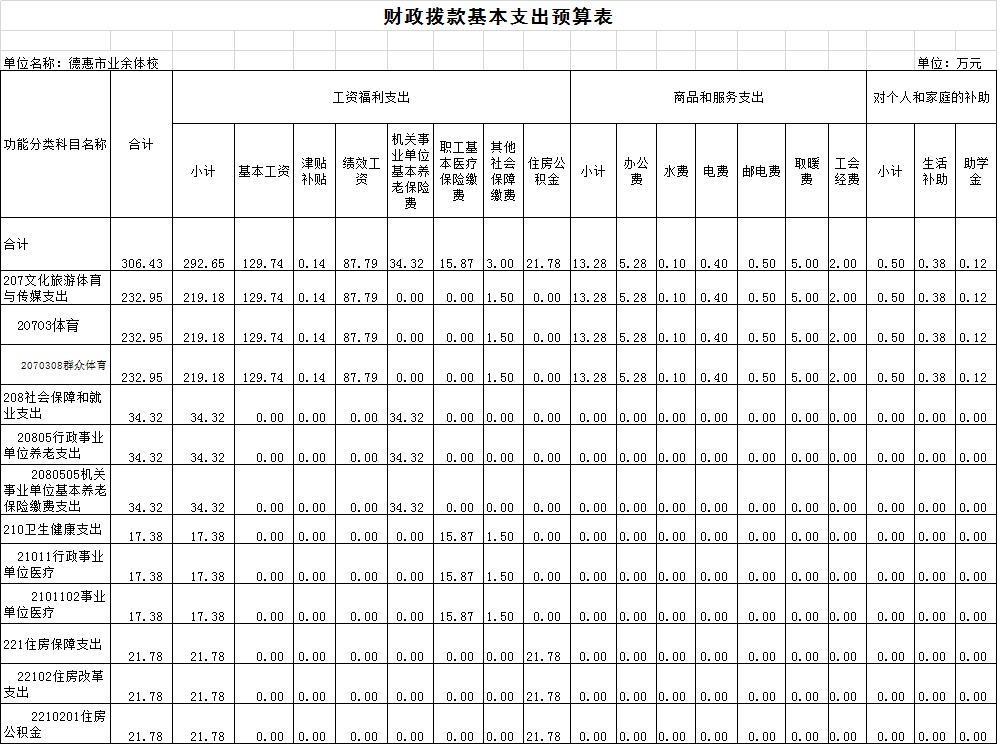 财政拨款基本支出预算表
单位名称：德惠市业余体校 单位：万元
功能分类科目名称 合计 工资福利支出 商品和服务支出 对个人和家庭的补助
小计 基本工资 津贴补贴 绩效工资 机关事业单位基本养老保险费 职工基本医疗保险缴费 其他社会保障缴费 住房公积金 小计 办公费 水费 电费 邮电费 取暖费 工会经费 小计 生活补助 助学金
合计 306.43 292.65 129.74 0.14 87.79 34.32 15.87 3.00 21.78 13.28 5.28 0.10 0.40 0.50 5.00 2.00 0.50 0.38 0.12
207文化旅游体育与传媒支出 232.95 219.18 129.74 0.14 87.79 0.00 0.00 1.50 0.00 13.28 5.28 0.10 0.40 0.50 5.00 2.00 0.50 0.38 0.12
20703体育 232.95 219.18 129.74 0.14 87.79 0.00 0.00 1.50 0.00 13.28 5.28 0.10 0.40 0.50 5.00 2.00 0.50 0.38 0.12
2070308群众体育 232.95 219.18 129.74 0.14 87.79 0.00 0.00 1.50 0.00 13.28 5.28 0.10 0.40 0.50 5.00 2.00 0.50 0.38 0.12
208社会保障和就业支出 34.32 34.32 0.00 0.00 0.00 34.32 0.00 0.00 0.00 0.00 0.00 0.00 0.00 0.00 0.00 0.00 0.00 0.00 0.00
20805行政事业单位养老支出 34.32 34.32 0.00 0.00 0.00 34.32 0.00 0.00 0.00 0.00 0.00 0.00 0.00 0.00 0.00 0.00 0.00 0.00 0.00
2080505机关事业单位基本养老保险缴费支出 34.32 34.32 0.00 0.00 0.00 34.32 0.00 0.00 0.00 0.00 0.00 0.00 0.00 0.00 0.00 0.00 0.00 0.00 0.00
210卫生健康支出 17.38 17.38 0.00 0.00 0.00 0.00 15.87 1.50 0.00 0.00 0.00 0.00 0.00 0.00 0.00 0.00 0.00 0.00 0.00
21011行政事业单位医疗 17.38 17.38 0.00 0.00 0.00 0.00 15.87 1.50 0.00 0.00 0.00 0.00 0.00 0.00 0.00 0.00 0.00 0.00 0.00
2101102事业单位医疗 17.38 17.38 0.00 0.00 0.00 0.00 15.87 1.50 0.00 0.00 0.00 0.00 0.00 0.00 0.00 0.00 0.00 0.00 0.00
221住房保障支出 21.78 21.78 0.00 0.00 0.00 0.00 0.00 0.00 21.78 0.00 0.00 0.00 0.00 0.00 0.00 0.00 0.00 0.00 0.00
22102住房改革支出 21.78 21.78 0.00 0.00 0.00 0.00 0.00 0.00 21.78 0.00 0.00 0.00 0.00 0.00 0.00 0.00 0.00 0.00 0.00
2210201住房公积金 21.78 21.78 0.00 0.00 0.00 0.00 0.00 0.00 21.78 0.00 0.00 0.00 0.00 0.00 0.00 0.00 0.00 0.00 0.00